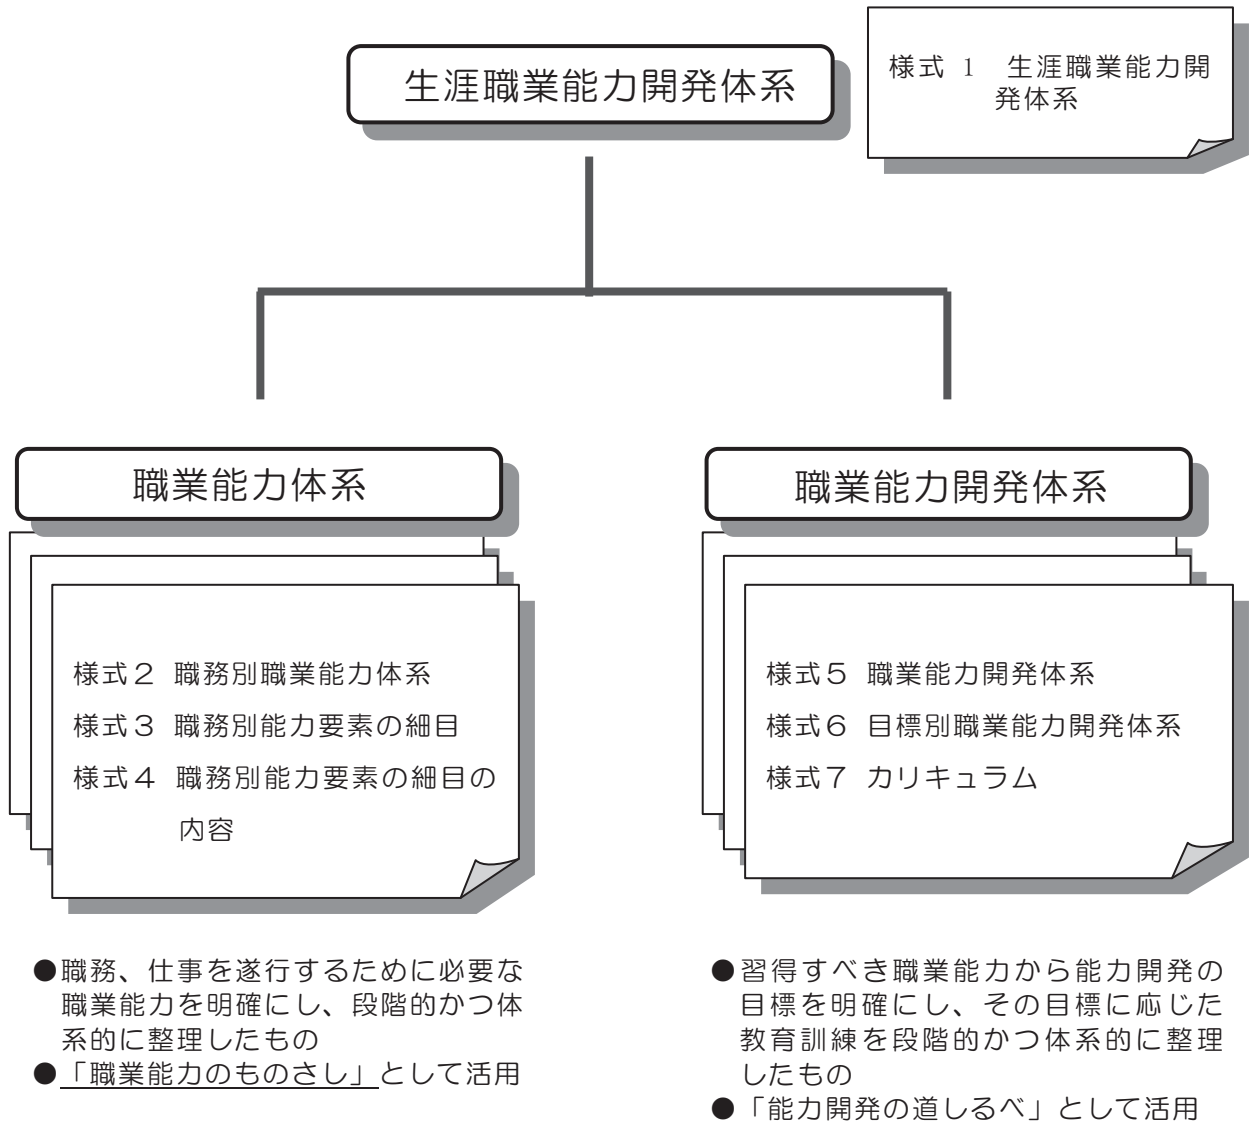 生涯職業能力開発体系
様式 1　生涯職業能力開
発体系
職業能力体系
様式２ 職務別職業能力体系
様式３ 職務別能力要素の細目
様式４ 職務別能力要素の細目の
内容
●職務、仕事を遂行するために必要な
職業能力を明確にし、段階的かつ体
系的に整理したもの
●「職業能力のものさし」として活用
職業能力開発体系
様式５ 職業能力開発体系
様式６ 目標別職業能力開発体系
様式７ カリキュラム
●習得すべき職業能力から能力開発の
目標を明確にし、その目標に応じた
教育訓練を段階的かつ体系的に整理
したもの
●「能力開発の道しるべ」として活用